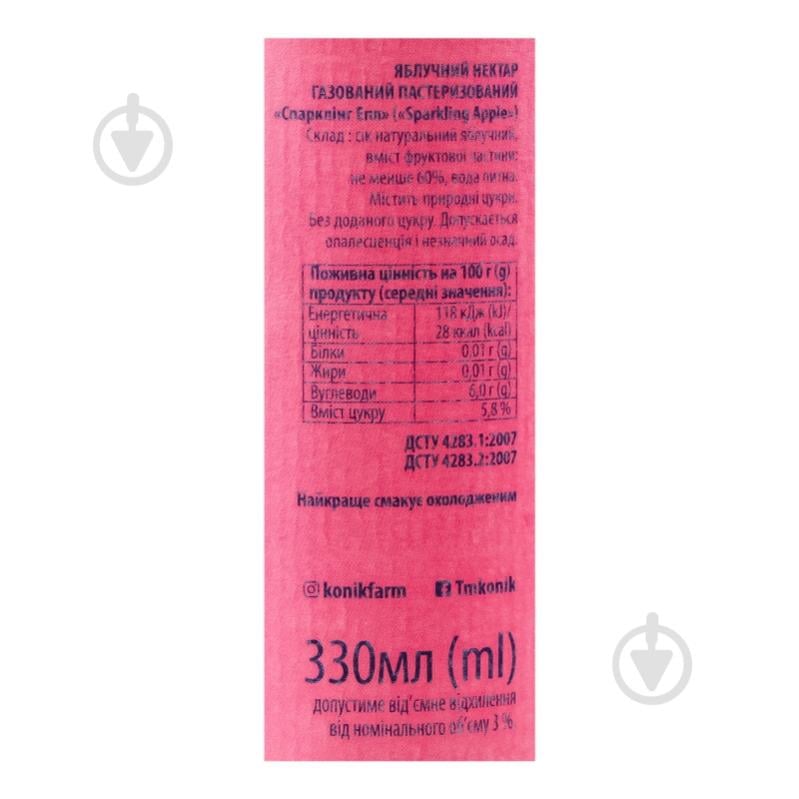 ЯБЛУЧНИЙ НЕКТАР
ГАЗОВАНИЙ ПАСТЕРИЗОВАНИЙ
«Спарклінг Епл» («Sparkling Apple»)
Склад : сік натуральний яблучний,
вміст фруктової частини:
не менше 60%, вода питна.
Містить природні цукри.
Без доданого цукру. Допускається
опалесценція і незначний осад.
Поживна цінність на 100 г (g)
продукту (середні значення):
Енергетична 118 кДж (kJ)/
цінність 28 ккал (kcal)
Білки 0,01 г (g)
Жири 0,01 г (g)
Вуглеводи 6,0 г (g)
Вміст цукру 5,8 %
ДСТУ 4283.1:2007
ДСТУ 4283.2:2007
Найкраще смакує охолодженим
konikfarm Tmkonik
330мл (ml)
допустиме від’ємне відхилення
від номінального об’єму 3 %